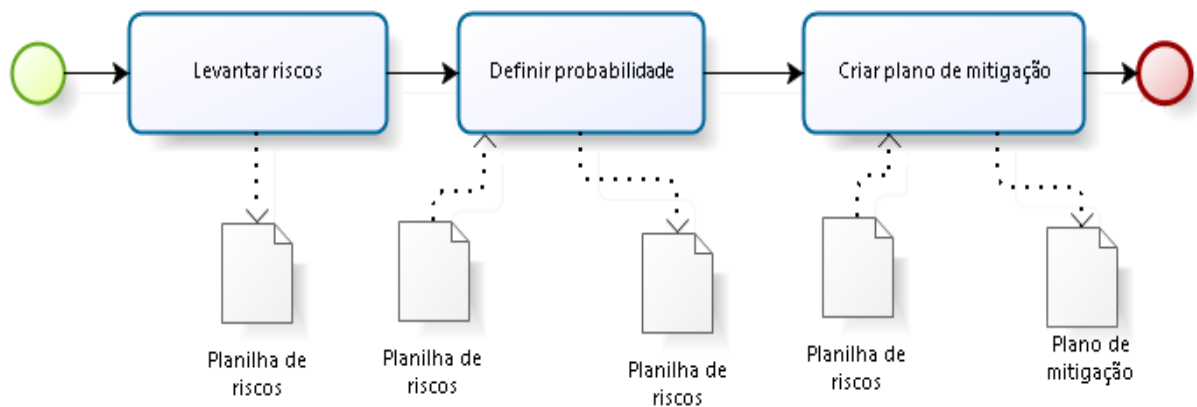 Levantar riscos
Definir probabilidade
Criar plano de mitigação
Planilha de
riscos
Planilha de
riscos
Planilha de
riscos
Planilha de
riscos
Plano de
mitigação